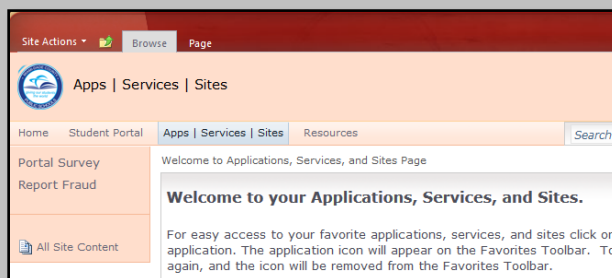 Site Actions Browse Page
Apps | Services | Sites
Home Student Portal Apps | Services | Sites Resources Search
Portal Survey
Report Fraud
All Site Content
Welcome to Applications, Services, and Sites Page
Welcome to your Applications, Services, and Sites.
For easy access to your favorite applications, services, and sites click on
application. The application icon will appear on the Favorites Toolbar. To
again, and the icon will be removed from the Favorites Toolbar.